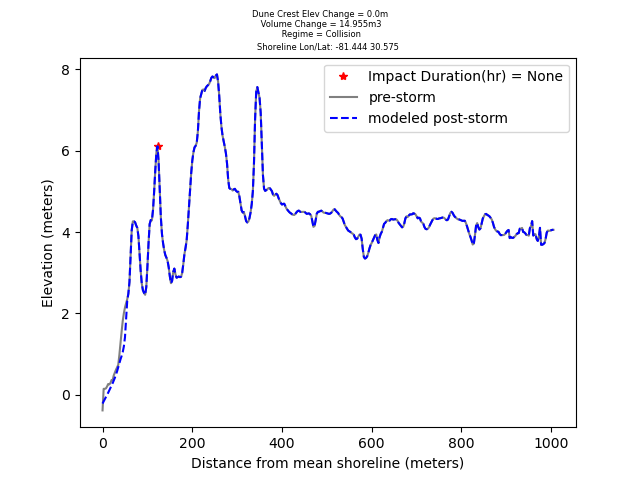 Dune Crest Elev Change = 0.0m
Volume Change = 14.955m3
Regime = Collision
Shoreline Lon/Lat: -81.444 30.575
Impact Duration(hr) = None
pre-storm
modeled post-storm
8
6
4
2
0
Elevation (meters)
0 200 400 600 800 1000
Distance from mean shoreline (meters)